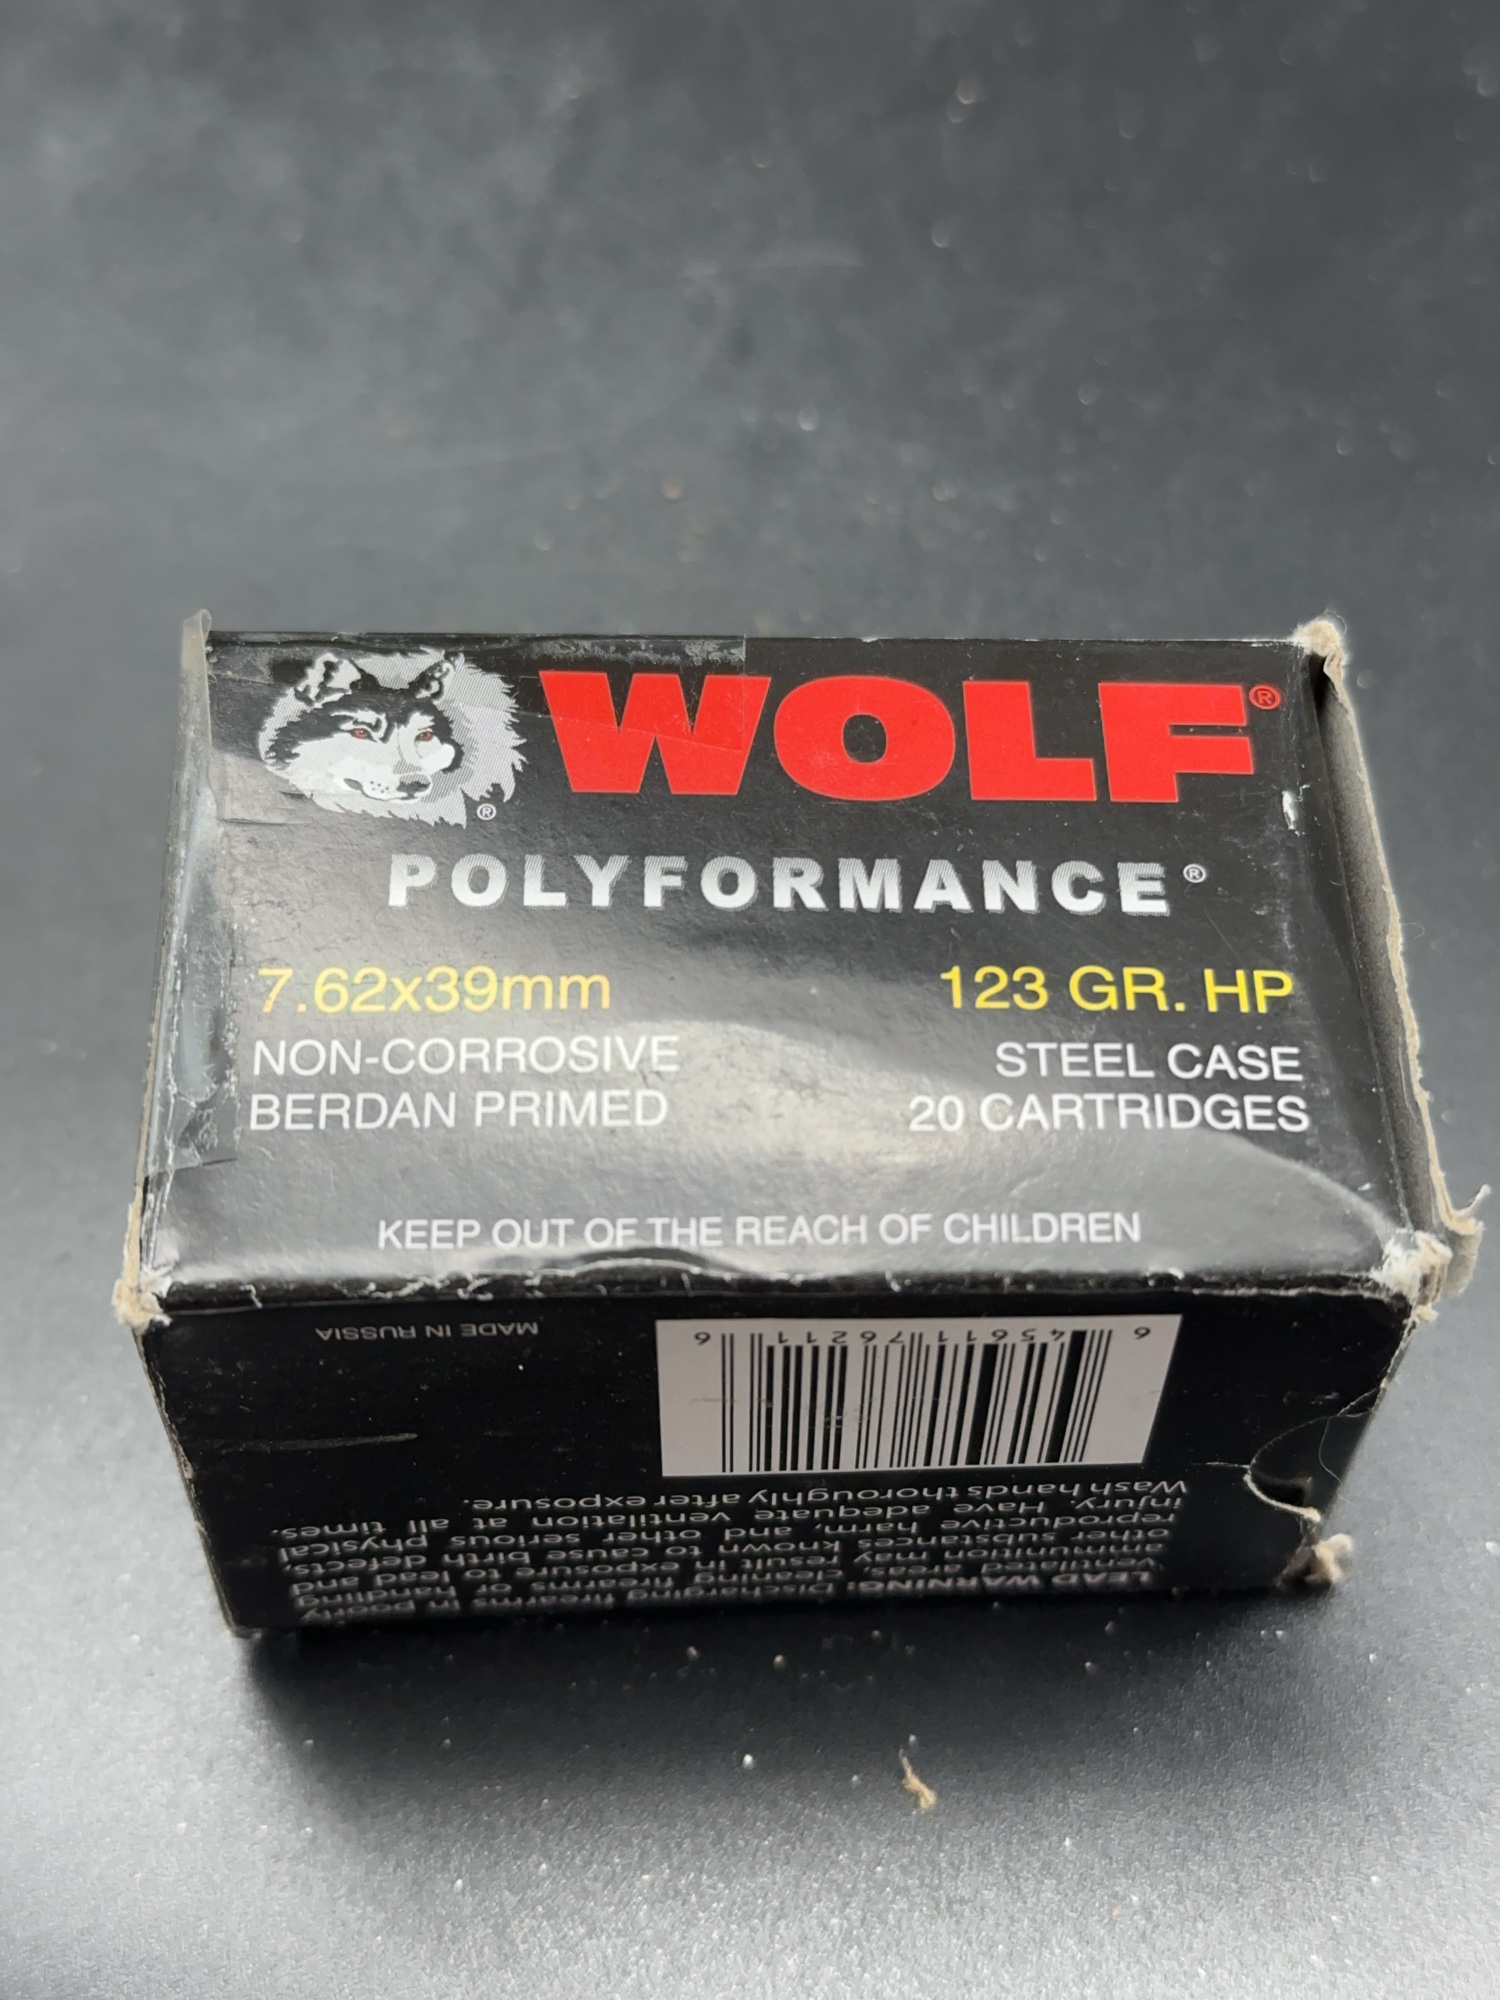 WOLF®
®
POLYFORMANCE®
7.62x39mm 123 GR. HP
NON-CORROSIVE STEEL CASE
BERDAN PRIMED 20 CARTRIDGES
KEEP OUT OF THE REACH OF CHILDREN
LEAD WARNING: Discharging firearms in poorly
ventilated areas, cleaning firearms or handling
ammunition may result in exposure to lead and
other substances known to cause birth defects
reproductive harm, and other serious physical
injury. Have adequate ventilation at all times.
Wash hands thoroughly after exposure.
6 45611 76211 6
MADE IN RUSSIA